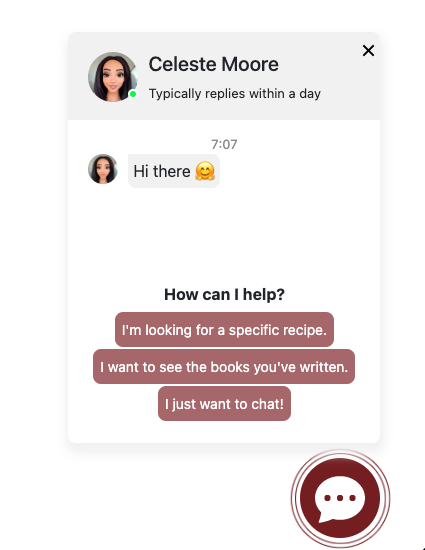 Celeste Moore
Typically replies within a day
7:07
Hi there 🤗
How can I help?
I'm looking for a specific recipe.
I want to see the books you've written.
I just want to chat!